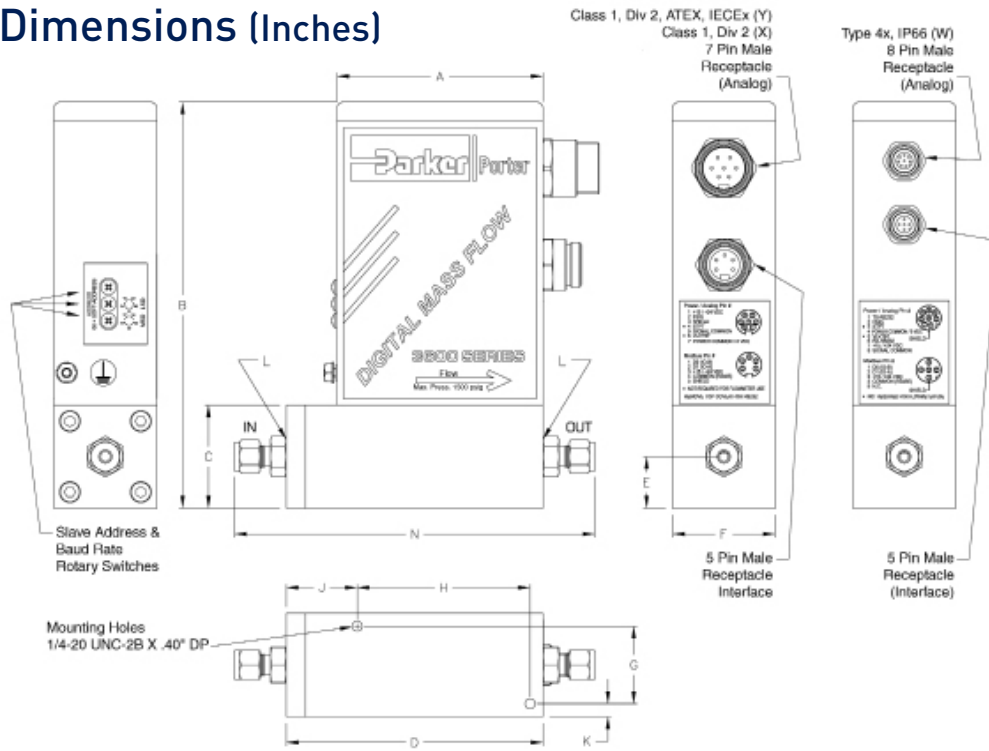 Dimensions (Inches)
Class 1, Div 2, ATEX, IECEx (Y)
Class 1, Div 2 (X)
7 Pin Male
Receptacle
(Analog)
Type 4x, IP66 (W)
8 Pin Male
Receptacle
(Analog)
A
B
Parker Porter
DIGITAL MASS FLOW
3600 SERIES
Flow
Max. Press. 1500 psig
L
L
IN
OUT
C
E
F
N
Slave Address &
Baud Rate
Rotary Switches
5 Pin Male
Receptacle
Interface
5 Pin Male
Receptacle
(Interface)
J
H
Mounting Holes
1/4-20 UNC-2B X .40" DP
G
D
K